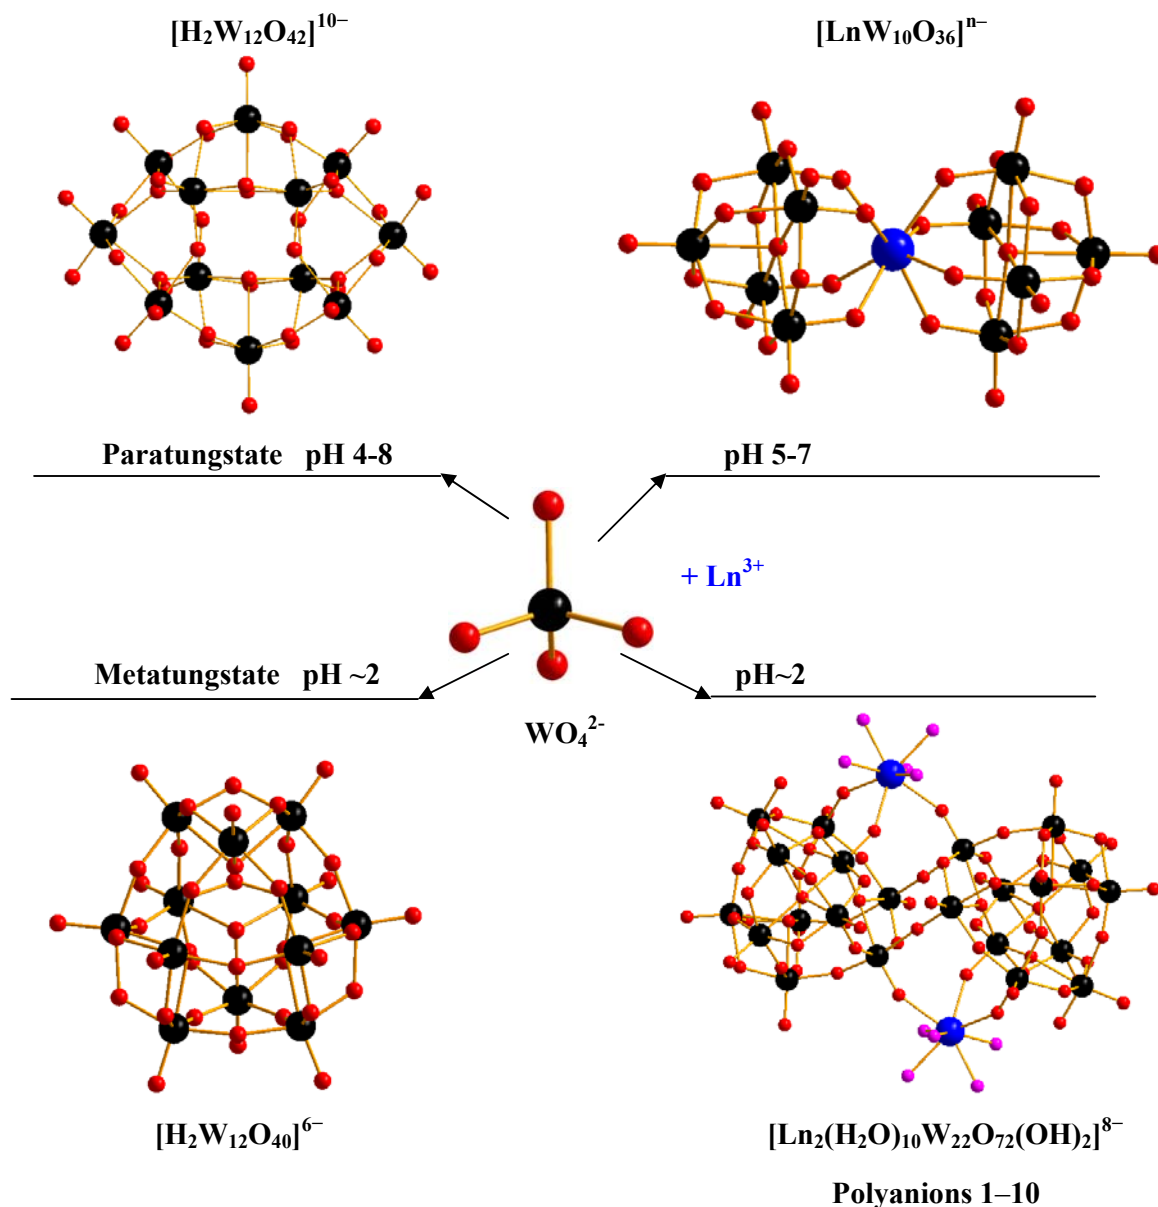 [H₂W₁₂O₄₂]¹⁰⁻
[LnW₁₀O₃₆]ⁿ⁻
Paratungstate pH 4-8
pH 5-7
+ Ln³⁺
Metatungstate pH ~2
pH~2
WO₄²⁻
[H₂W₁₂O₄₀]⁶⁻
[Ln₂(H₂O)₁₀W₂₂O₇₂(OH)₂]⁸⁻
Polyanions 1–10